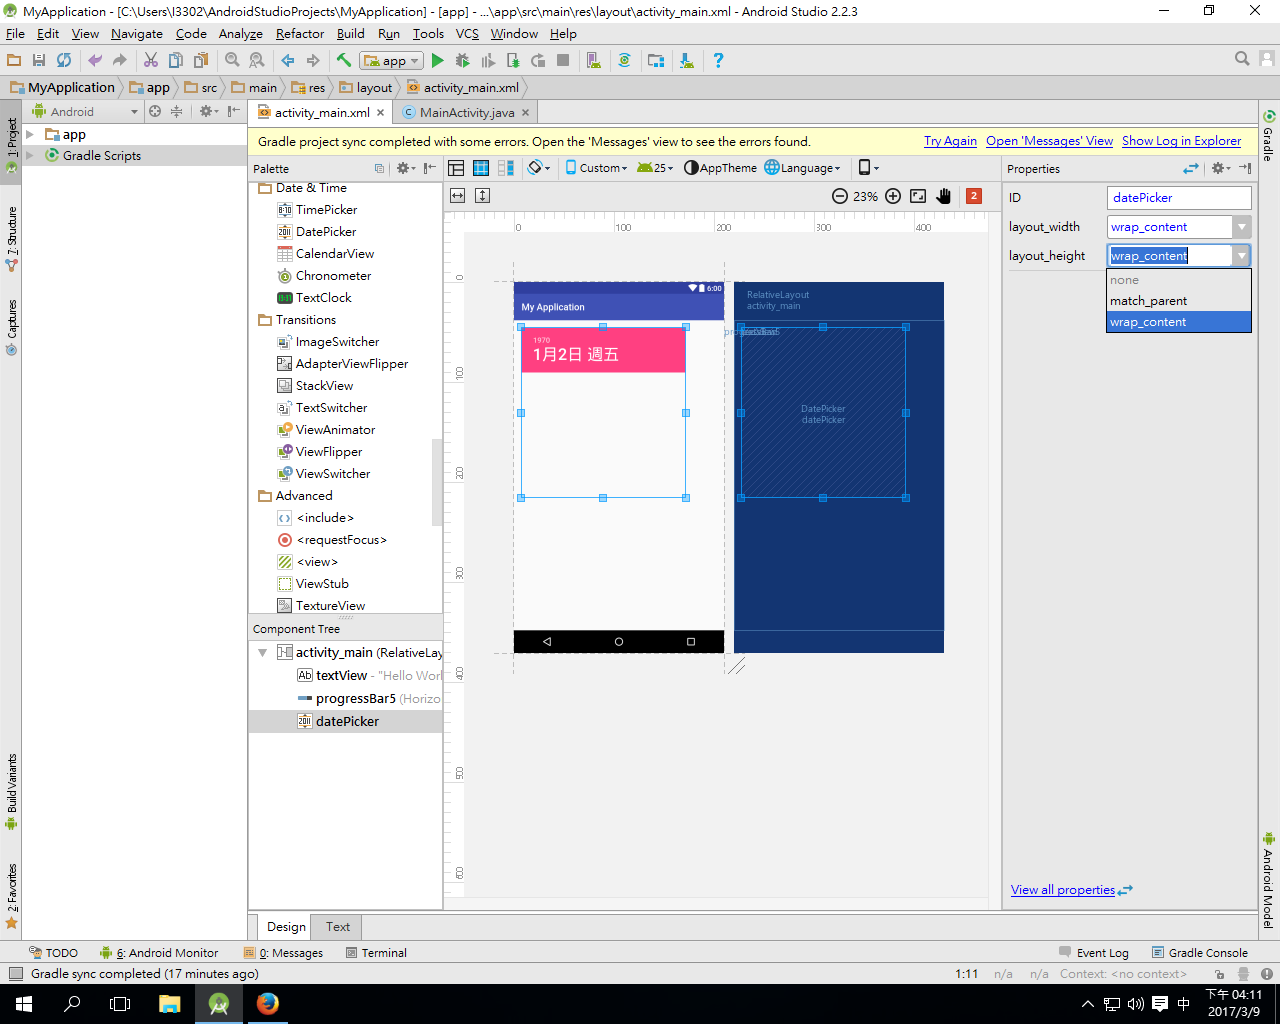 MyApplication - [C:\Users\I3302\AndroidStudioProjects\MyApplication] - [app] - ...\app\src\main\res\layout\activity_main.xml - Android Studio 2.2.3
File Edit View Navigate Code Analyze Refactor Build Run Tools VCS Window Help
app
MyApplication app src main res layout activity_main.xml
1: Project
7: Structure
Captures
Build Variants
2: Favorites
Android
app
Gradle Scripts
activity_main.xml MainActivity.java
Gradle project sync completed with some errors. Open the 'Messages' view to see the errors found. Try Again Open 'Messages' View Show Log in Explorer
Palette
Date & Time
TimePicker
DatePicker
CalendarView
Chronometer
TextClock
Transitions
ImageSwitcher
AdapterViewFlipper
StackView
TextSwitcher
ViewAnimator
ViewFlipper
ViewSwitcher
Advanced
<include>
<requestFocus>
<view>
ViewStub
TextureView
Component Tree
activity_main (RelativeLay
textView - "Hello Worl
progressBar5 (Horizo
datePicker
Custom 25 AppTheme Language
23% 2
0 100 200 300 400
0
100
200
300
400
500
600
6:00
My Application
1970
1月2日 週五
RelativeLayout
activity_main
DatePicker
datePicker
Properties
ID datePicker
layout_width wrap_content
layout_height wrap_content
none
match_parent
wrap_content
View all properties
Gradle
Android Model
Design Text
TODO 6: Android Monitor 0: Messages Terminal Event Log Gradle Console
Gradle sync completed (17 minutes ago) 1:11 n/a n/a Context: <no context>
中 下午 04:11
2017/3/9